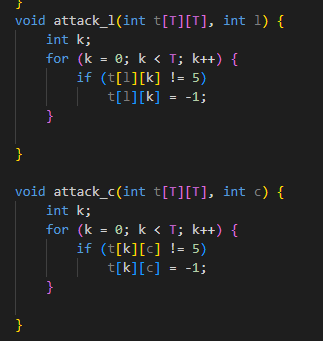 }
void attack_l(int t[T][T], int l) {
    int k;
    for (k = 0; k < T; k++) {
        if (t[l][k] != 5)
            t[l][k] = -1;
    }

}

void attack_c(int t[T][T], int c) {
    int k;
    for (k = 0; k < T; k++) {
        if (t[k][c] != 5)
            t[k][c] = -1;
    }

}